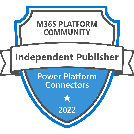 M365 PLATFORM
COMMUNITY
Independent Publisher
Power Platform
Connectors
2022